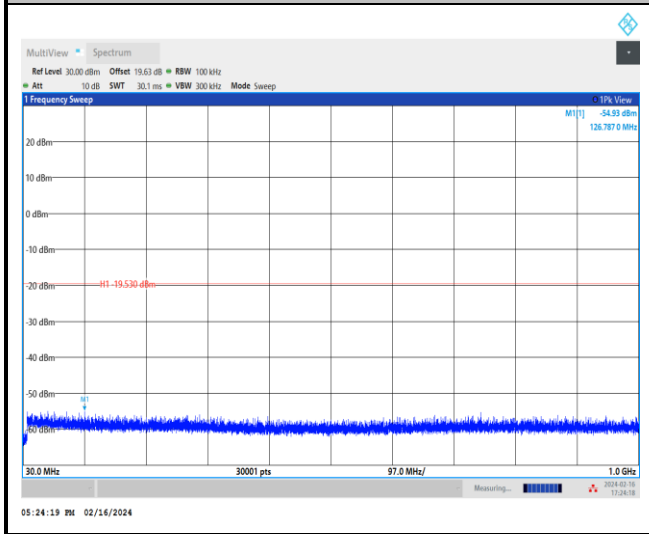 MultiView Spectrum
Ref Level 30.00 dBm Offset 19.63 dB RBW 100 kHz
Att 10 dB SWT 30.1 ms VBW 300 kHz Mode Sweep
1 Frequency Sweep 1Pk View
M1[1] -54.93 dBm
126.787 0 MHz
20 dBm
10 dBm
0 dBm
-10 dBm
-20 dBm H1 -19.530 dBm
-30 dBm
-40 dBm
-50 dBm
M1
-60 dBm
30.0 MHz 30001 pts 97.0 MHz/ 1.0 GHz
Measuring... 2024-02-16
17:24:18
05:24:19 PM 02/16/2024